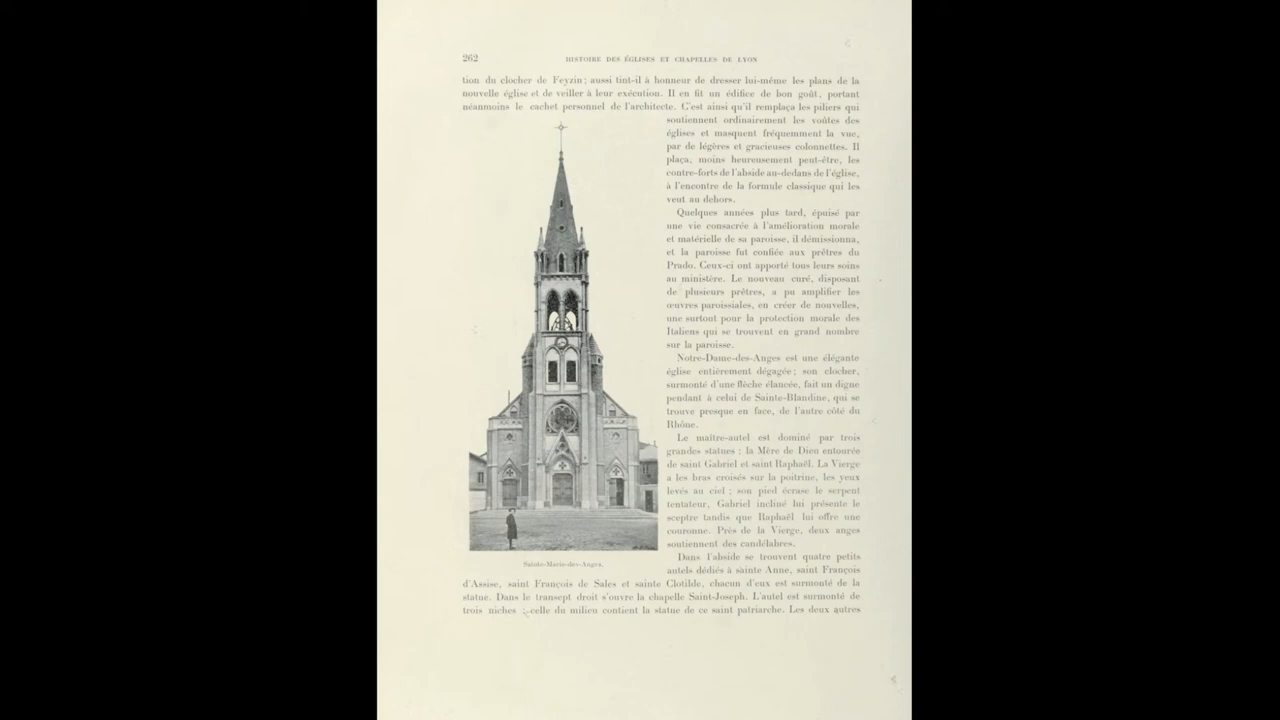 262
HISTOIRE DES ÉGLISES ET CHAPELLES DE LYON
tion du clocher de Feyzin ; aussi tint-il à honneur de dresser lui-même les plans de la
nouvelle église et de veiller à leur exécution. Il en fit un édifice de bon goût, portant
néanmoins le cachet personnel de l'architecte. C'est ainsi qu'il remplaça les piliers qui
soutiennent ordinairement les voûtes des
églises et masquent fréquemment la vue,
par de légères et gracieuses colonnettes. Il
plaça, moins heureusement peut-être, les
contre-forts de l'abside au-dedans de l'église,
à l'encontre de la formule classique qui les
veut au dehors.
Quelques années plus tard, épuisé par
une vie consacrée à l'amélioration morale
et matérielle de sa paroisse, il démissionna,
et la paroisse fut confiée aux prêtres du
Prado. Ceux-ci ont apporté tous leurs soins
au ministère. Le nouveau curé, disposant
de plusieurs prêtres, a pu amplifier les
œuvres paroissiales, en créer de nouvelles,
une surtout pour la protection morale des
Italiens qui se trouvent en grand nombre
sur la paroisse.
Notre-Dame-des-Anges est une élégante
église entièrement dégagée ; son clocher,
surmonté d'une flèche élancée, fait un digne
pendant à celui de Sainte-Blandine, qui se
trouve presque en face, de l'autre côté du
Rhône.
Le maître-autel est dominé par trois
grandes statues : la Mère de Dieu entourée
de saint Gabriel et saint Raphaël. La Vierge
a les bras croisés sur la poitrine, les yeux
levés au ciel ; son pied écrase le serpent
tentateur, Gabriel incliné lui présente le
sceptre tandis que Raphaël lui offre une
couronne. Près de la Vierge, deux anges
soutiennent des candélabres.
Sainte-Marie-des-Anges.
Dans l'abside se trouvent quatre petits
autels dédiés à sainte Anne, saint François
d'Assise, saint François de Sales et sainte Clotilde, chacun d'eux est surmonté de la
statue. Dans le transept droit s'ouvre la chapelle Saint-Joseph. L'autel est surmonté de
trois niches ; celle du milieu contient la statue de ce saint patriarche. Les deux autres